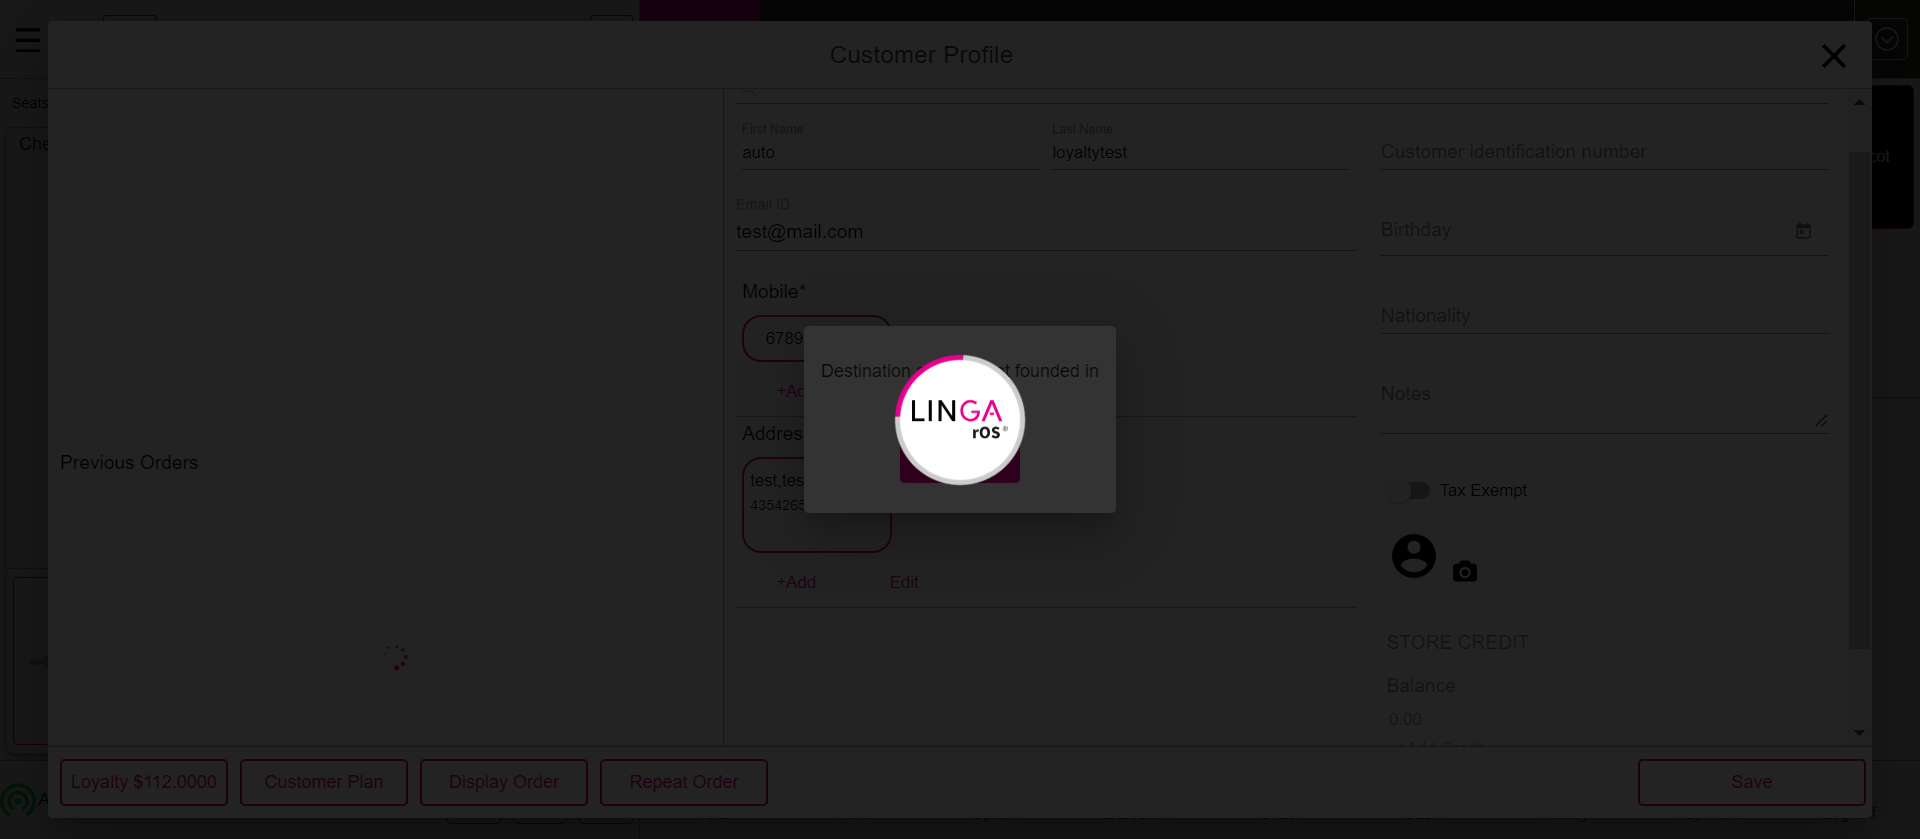 Customer Profile
Seats
Che
cot
First Name
auto
Last Name
loyaltytest
Customer identification number
Email ID
test@mail.com
Birthday
Mobile*
6789
Nationality
Destination
founded in
+Ad
Notes
LINGA
rOS®
Addres
Previous Orders
test,tes
4354265
Tax Exempt
+Add
Edit
STORE CREDIT
Balance
0.00
Loyalty $112.0000
Customer Plan
Display Order
Repeat Order
Save
A